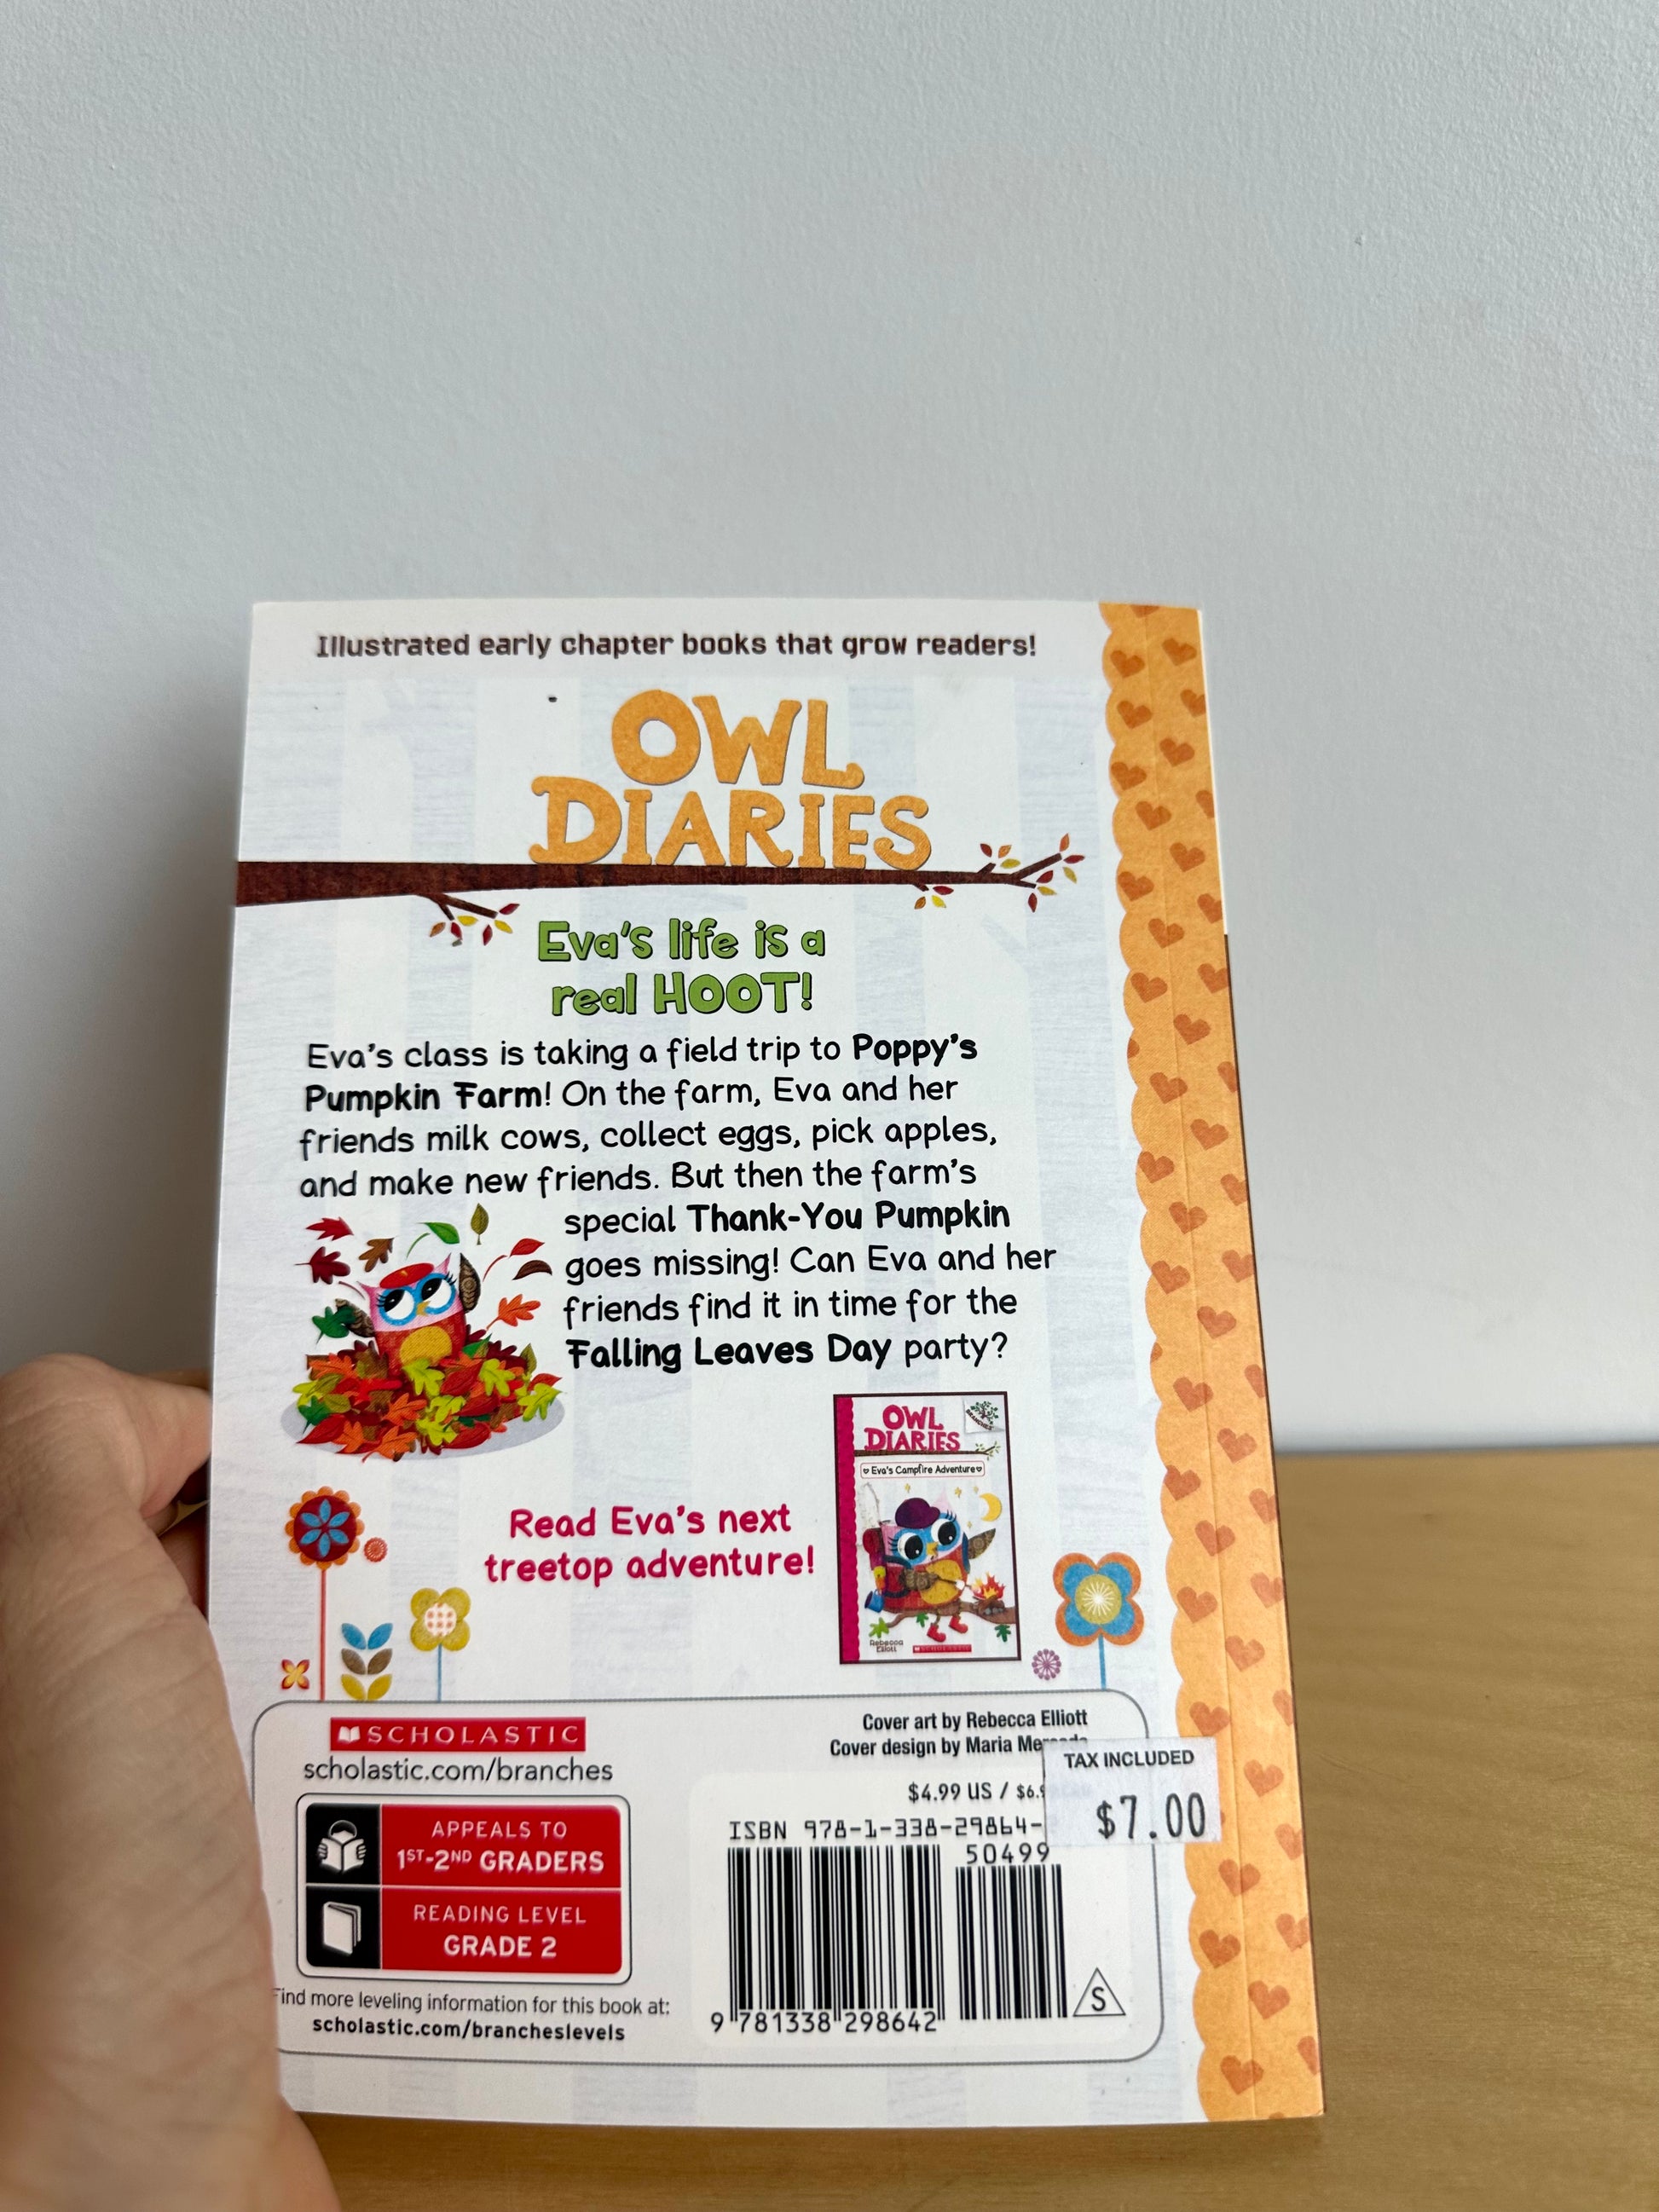 Illustrated early chapter books that grow readers!
OWL
DIARIES
Eva's life is a
real HOOT!
Eva's class is taking a field trip to Poppy's
Pumpkin Farm! On the farm, Eva and her
friends milk cows, collect eggs, pick apples,
and make new friends. But then the farm's
special Thank-You Pumpkin
goes missing! Can Eva and her
friends find it in time for the
Falling Leaves Day party?
Read Eva's next
treetop adventure!
OWL
DIARIES
BRANCHES
Eva's Campfire Adventure
Rebecca
Elliott
SCHOLASTIC
SCHOLASTIC
scholastic.com/branches
APPEALS TO
1ST-2ND GRADERS
READING LEVEL
GRADE 2
Find more leveling information for this book at:
scholastic.com/brancheslevels
Cover art by Rebecca Elliott
Cover design by Maria
TAX INCLUDED
$7.00
$4.99 US /
ISBN 978-1-338-29864-
50499
9 781338 298642
S